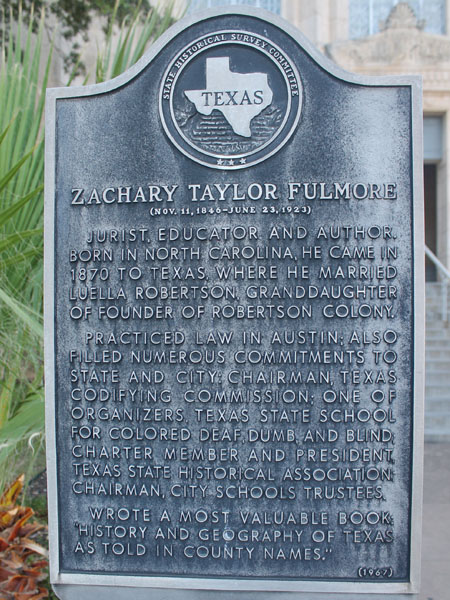 STATE HISTORICAL SURVEY COMMITTEE
TEXAS
ZACHARY TAYLOR FULMORE
(NOV. 11, 1846-JUNE 23, 1923)
JURIST, EDUCATOR AND AUTHOR.
BORN IN NORTH CAROLINA, HE CAME IN
1870 TO TEXAS, WHERE HE MARRIED
LUELLA ROBERTSON, GRANDDAUGHTER
OF FOUNDER OF ROBERTSON COLONY.
PRACTICED LAW IN AUSTIN; ALSO
FILLED NUMEROUS COMMITMENTS TO
STATE AND CITY: CHAIRMAN, TEXAS
CODIFYING COMMISSION; ONE OF
ORGANIZERS, TEXAS STATE SCHOOL
FOR COLORED DEAF, DUMB, AND BLIND;
CHARTER MEMBER AND PRESIDENT,
TEXAS STATE HISTORICAL ASSOCIATION;
CHAIRMAN, CITY SCHOOLS TRUSTEES.
WROTE A MOST VALUABLE BOOK:
"HISTORY AND GEOGRAPHY OF TEXAS
AS TOLD IN COUNTY NAMES."
(1967)